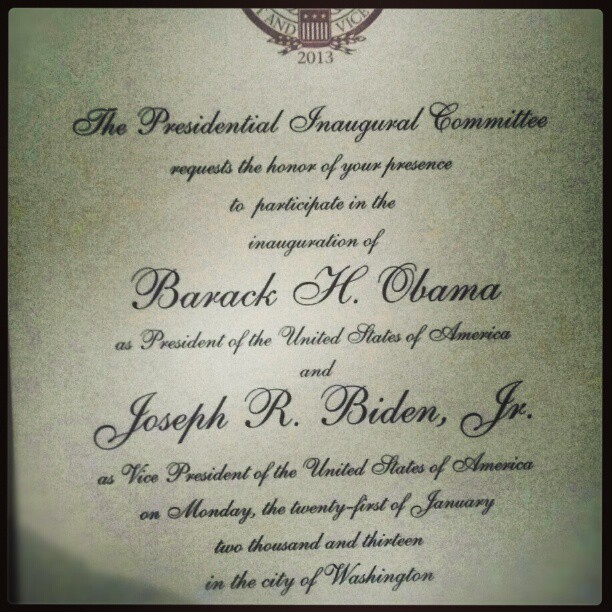 AND VICE
2013
The Presidential Inaugural Committee
requests the honor of your presence
to participate in the
inauguration of
Barack H. Obama
as President of the United States of America
and
Joseph R. Biden, Jr.
as Vice President of the United States of America
on Monday, the twenty-first of January
two thousand and thirteen
in the city of Washington